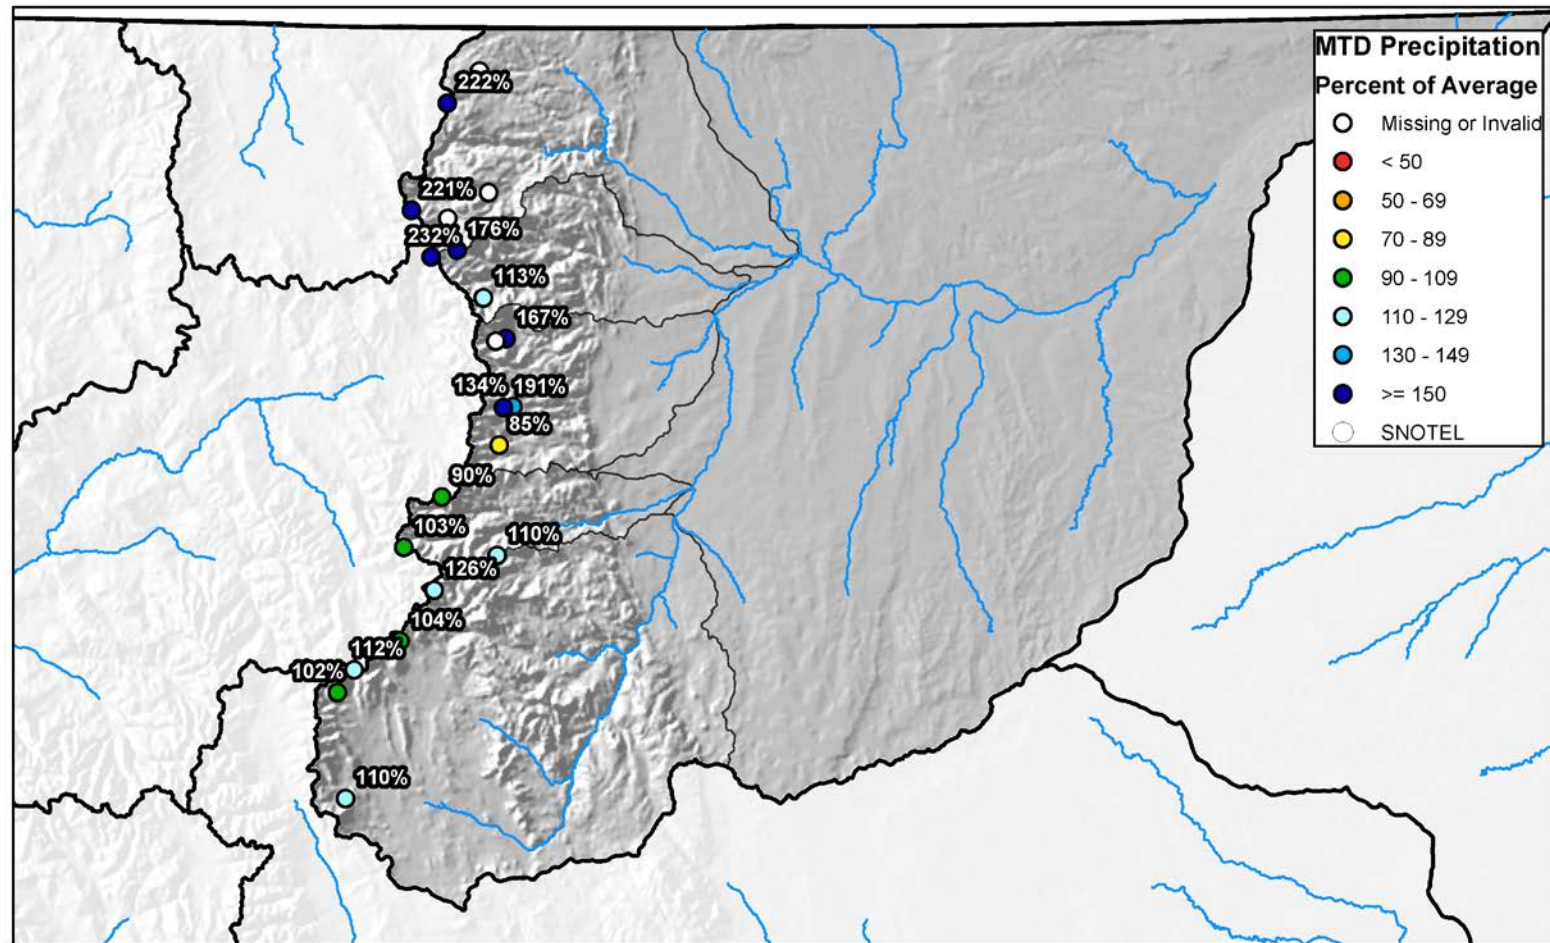 MTD Precipitation
Percent of Average
Missing or Invalid
< 50
50 - 69
70 - 89
90 - 109
110 - 129
130 - 149
>= 150
SNOTEL
222%
221%
176%
232%
113%
167%
134% 191%
85%
90%
103%
110%
126%
104%
112%
102%
110%